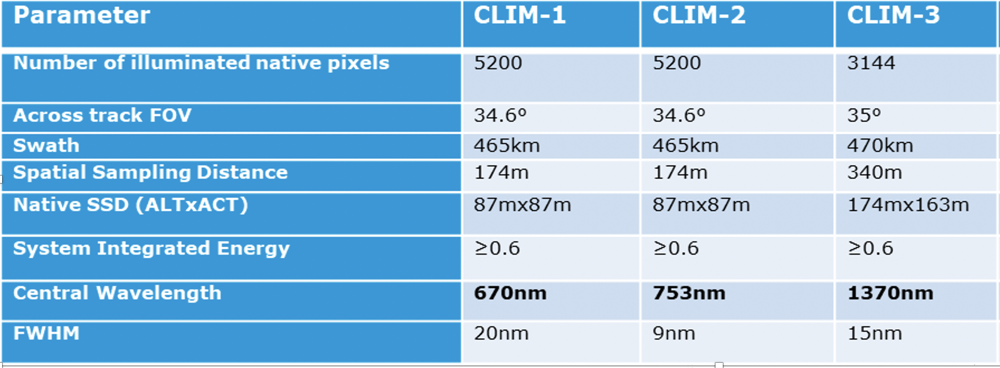 Parameter CLIM-1 CLIM-2 CLIM-3
Number of illuminated native pixels 5200 5200 3144
Across track FOV 34.6º 34.6º 35º
Swath 465km 465km 470km
Spatial Sampling Distance 174m 174m 340m
Native SSD (ALTxACT) 87mx87m 87mx87m 174mx163m
System Integrated Energy ≥0.6 ≥0.6 ≥0.6
Central Wavelength 670nm 753nm 1370nm
FWHM 20nm 9nm 15nm